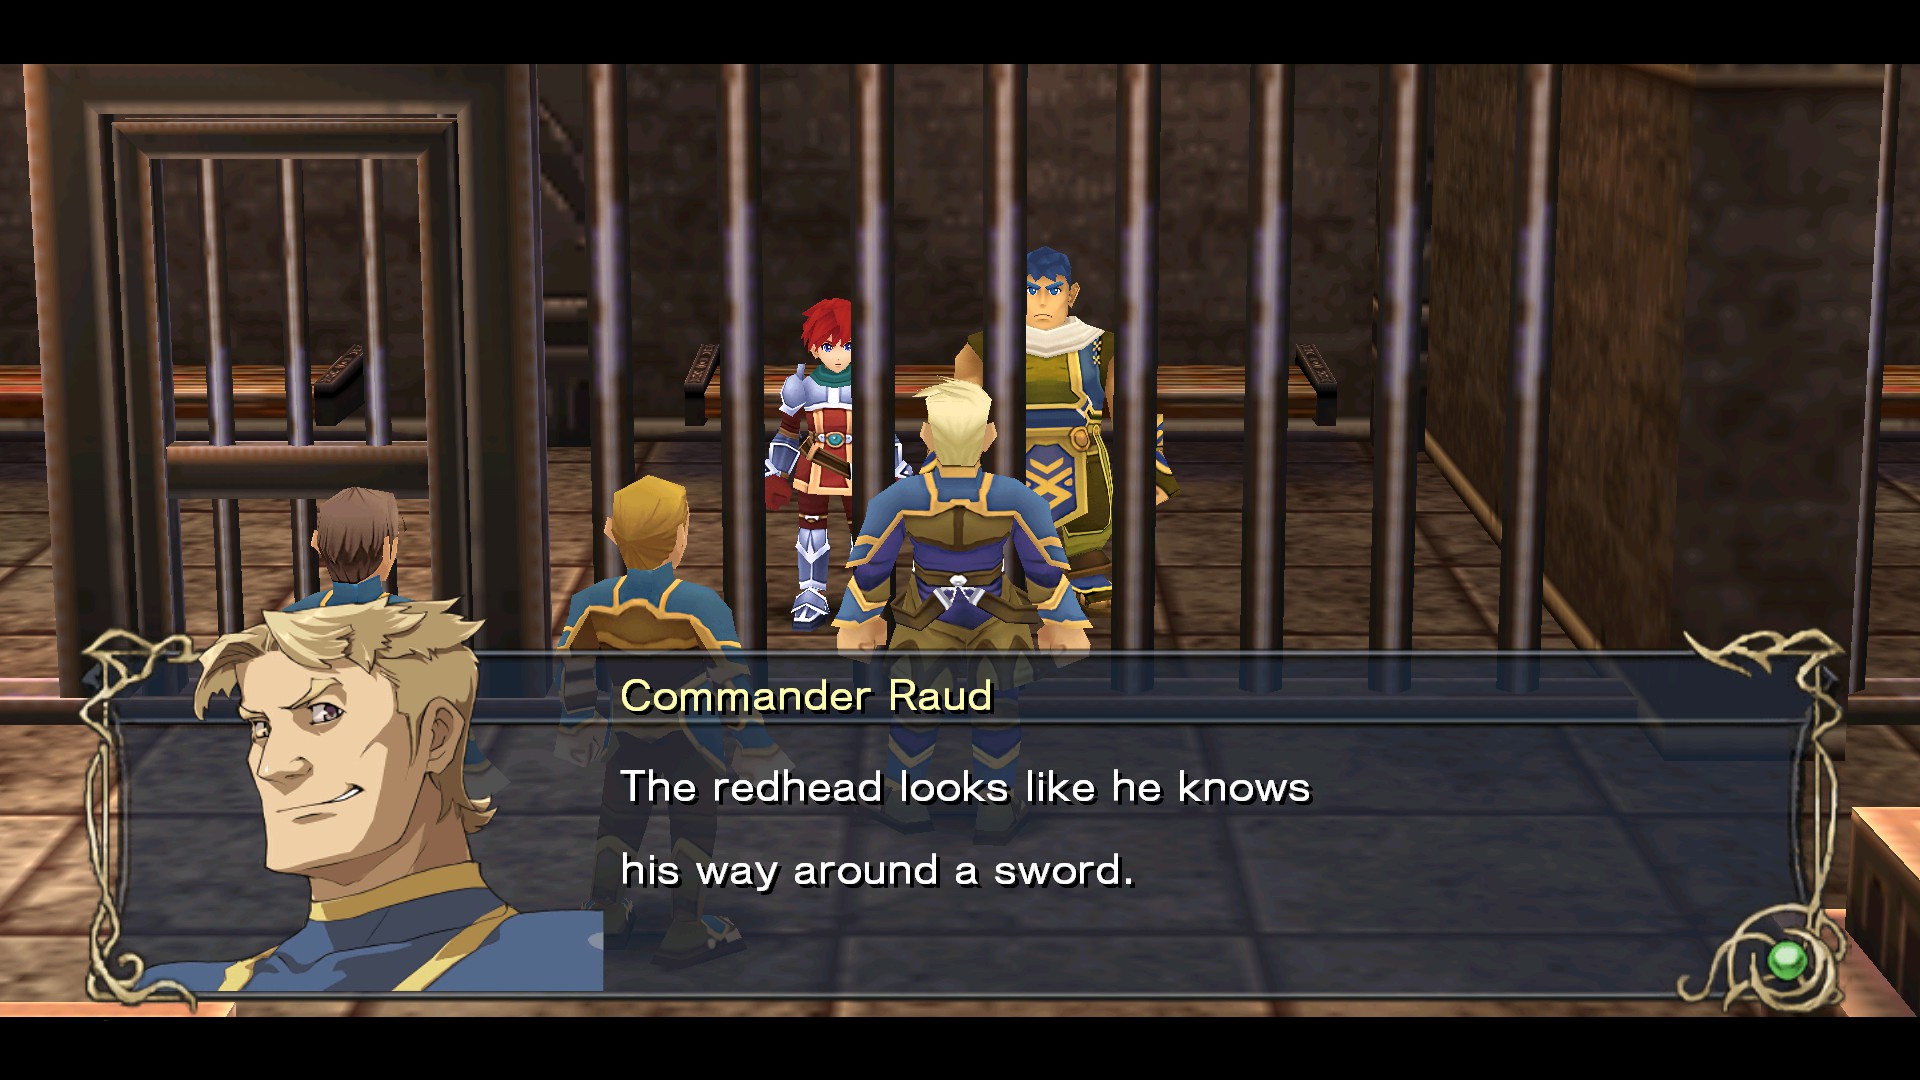 Commander Raud
The redhead looks like he knows
his way around a sword.